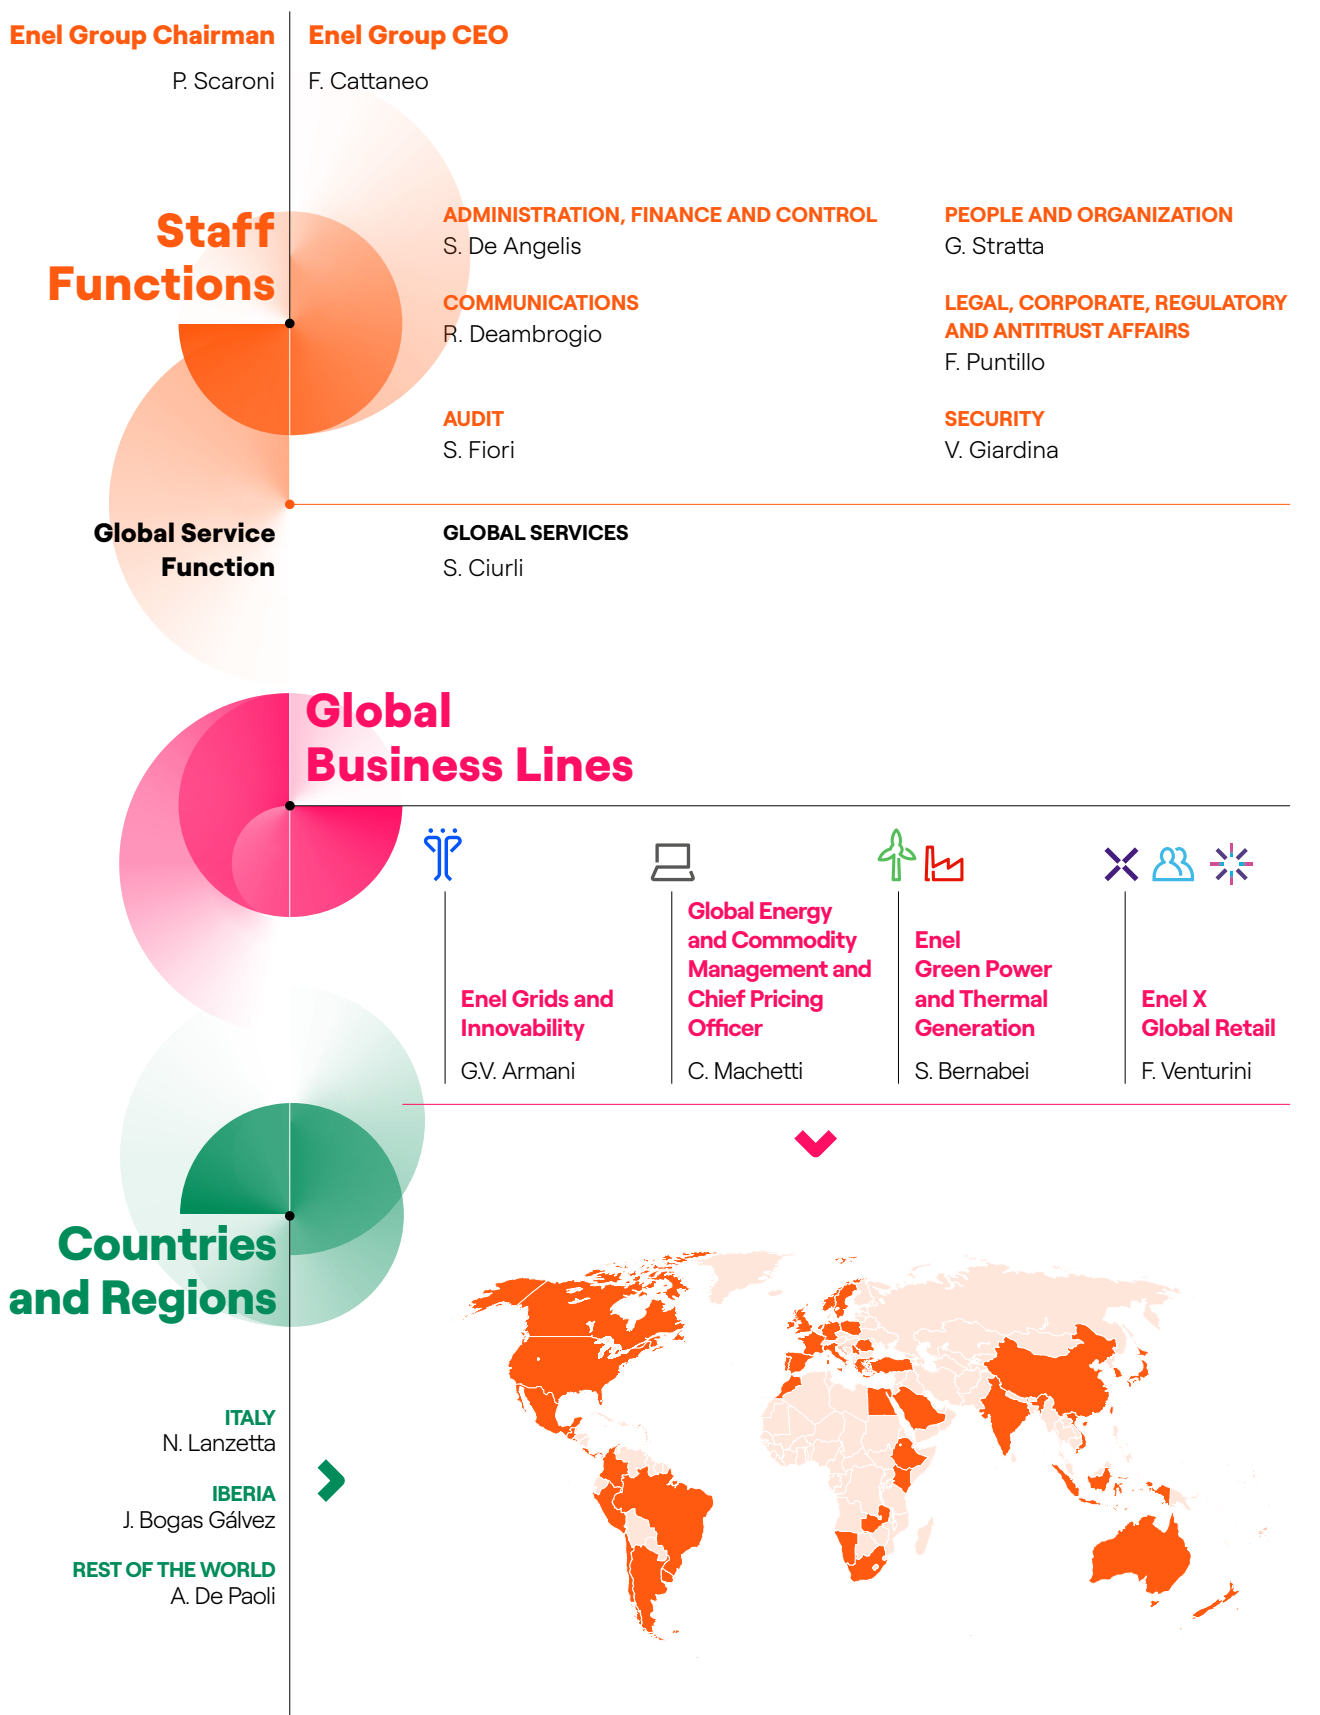 Enel Group Chairman
P. Scaroni
Enel Group CEO
F. Cattaneo
Staff
Functions
ADMINISTRATION, FINANCE AND CONTROL
S. De Angelis
PEOPLE AND ORGANIZATION
G. Stratta
COMMUNICATIONS
R. Deambrogio
LEGAL, CORPORATE, REGULATORY
AND ANTITRUST AFFAIRS
F. Puntillo
AUDIT
S. Fiori
SECURITY
V. Giardina
Global Service
Function
GLOBAL SERVICES
S. Ciurli
Global
Business Lines
Enel Grids and
Innovability
G.V. Armani
Global Energy
and Commodity
Management and
Chief Pricing
Officer
C. Machetti
Enel
Green Power
and Thermal
Generation
S. Bernabei
Enel X
Global Retail
F. Venturini
Countries
and Regions
ITALY
N. Lanzetta
IBERIA
J. Bogas Gálvez
REST OF THE WORLD
A. De Paoli